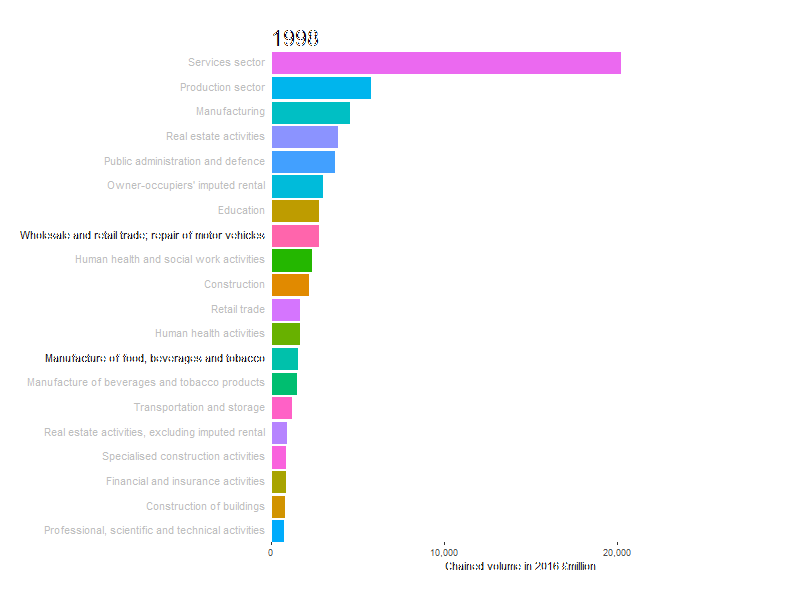 1998
Services sector
Production sector
Manufacturing
Real estate activities
Public administration and defence
Owner-occupiers' imputed rental
Education
Wholesale and retail trade; repair of motor vehicles
Human health and social work activities
Construction
Retail trade
Human health activities
Manufacture of food, beverages and tobacco
Manufacture of beverages and tobacco products
Transportation and storage
Real estate activities, excluding imputed rental
Specialised construction activities
Financial and insurance activities
Construction of buildings
Professional, scientific and technical activities
0 10,000 20,000
Chained volume in 2016 £million